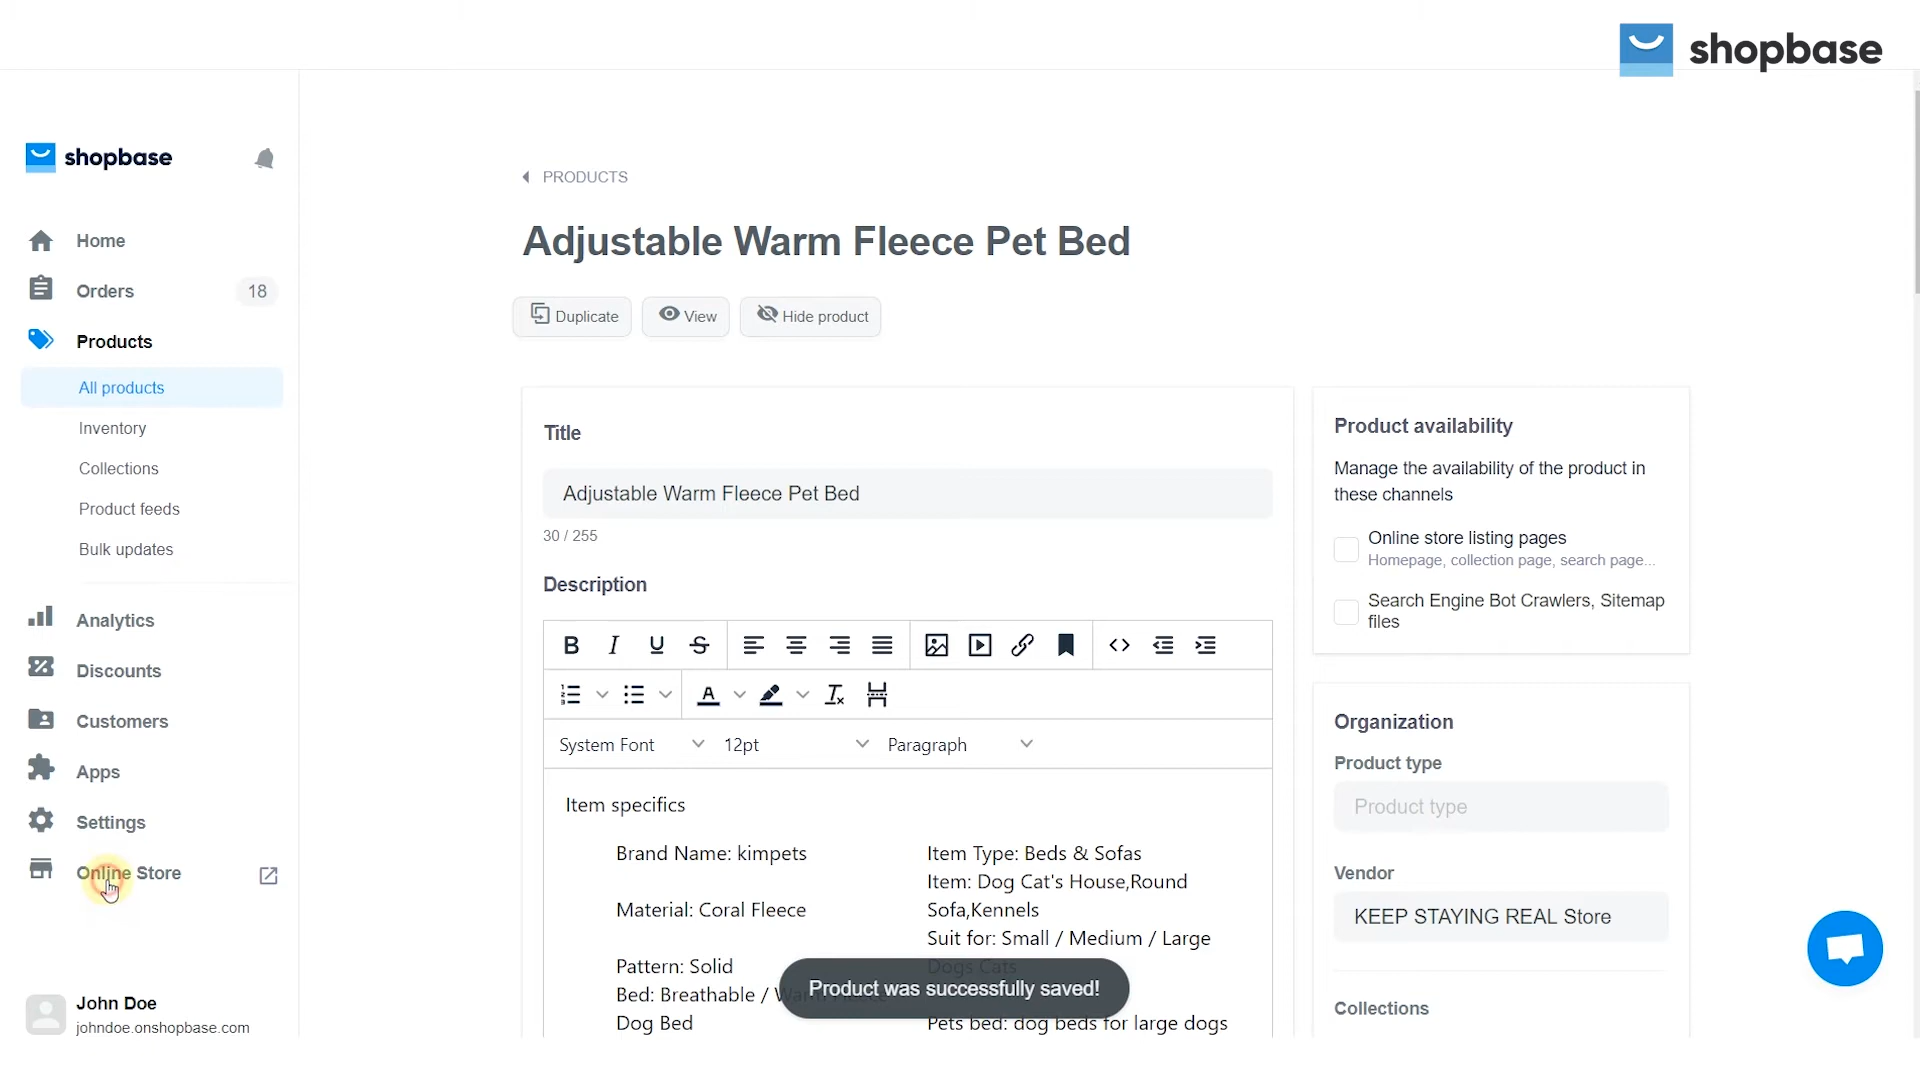 shopbase
shopbase
Home
Orders 18
Products
All products
Inventory
Collections
Product feeds
Bulk updates
Analytics
Discounts
Customers
Apps
Settings
Online Store
John Doe
johndoe.onshopbase.com
PRODUCTS
Adjustable Warm Fleece Pet Bed
Duplicate View Hide product
Title
Adjustable Warm Fleece Pet Bed
30 / 255
Description
System Font 12pt Paragraph
Item specifics
Brand Name: kimpets
Material: Coral Fleece
Pattern: Solid
Bed: Breathable / Warm Fleece
Dog Bed
Item Type: Beds & Sofas
Item: Dog Cat's House,Round
Sofa,Kennels
Suit for: Small / Medium / Large
Dogs Cats
Pets bed: dog beds for large dogs
Product was successfully saved!
Product availability
Manage the availability of the product in
these channels
Online store listing pages
Homepage, collection page, search page...
Search Engine Bot Crawlers, Sitemap
files
Organization
Product type
Product type
Vendor
KEEP STAYING REAL Store
Collections